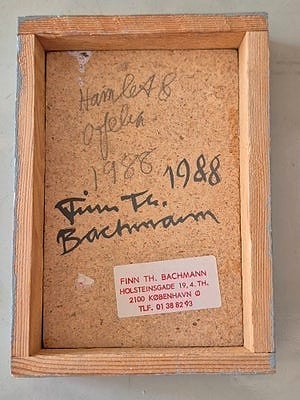 Hamlet &
Ofelia
1988 1988
Finn Th.
Bachmann
FINN TH. BACHMANN
HOLSTEINSGADE 19, 4. TH.
2100 KØBENHAVN Ø
TLF. 01 38 82 93